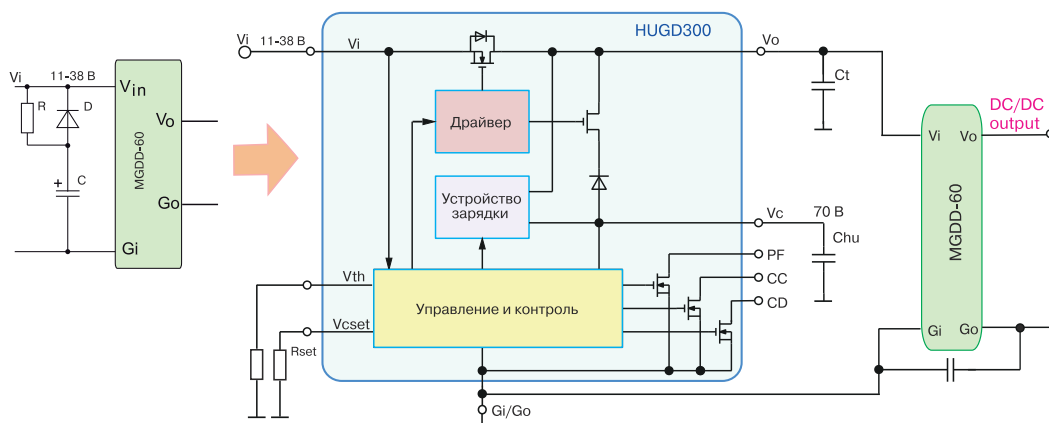 Vi
11-38 В
R
D
C
+
Vin
Vo
MGDD-60
Go
Gi
HUGD300
Vi
11-38 В
Vi
Vo
Драйвер
Устройство
зарядки
Управление и контроль
Vth
Vcset
Rset
Vc
70 В
Chu
PF
CC
CD
Gi/Go
Ct
DC/DC
output
Vi
Vo
MGDD-60
Gi
Go